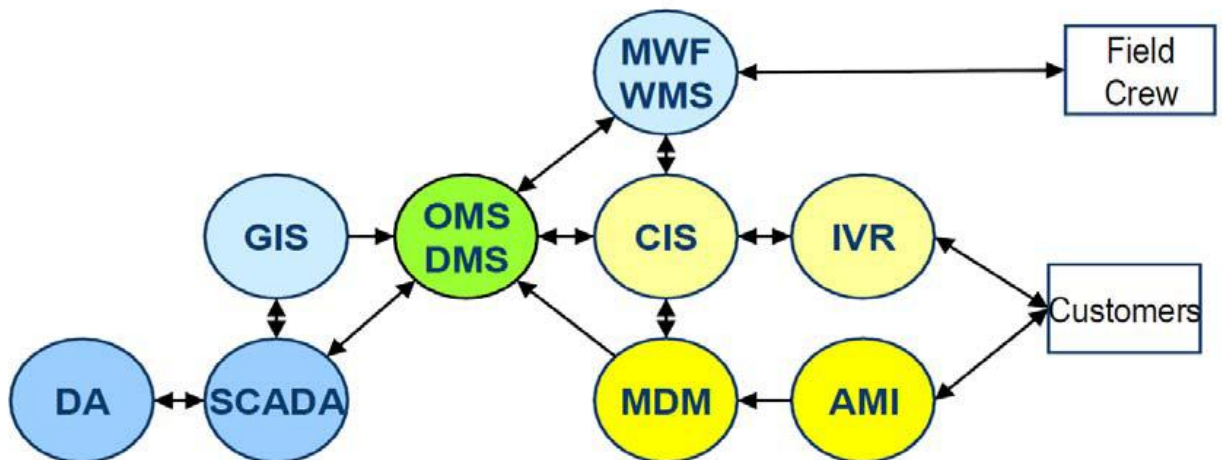 MWF
WMS
Field
Crew
GIS
OMS
DMS
CIS
IVR
Customers
DA
SCADA
MDM
AMI